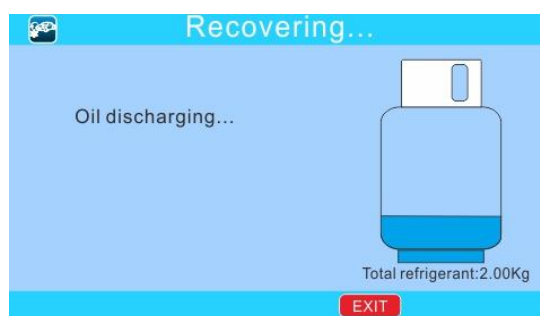 Recovering...
Oil discharging...
Total refrigerant:2.00Kg
EXIT